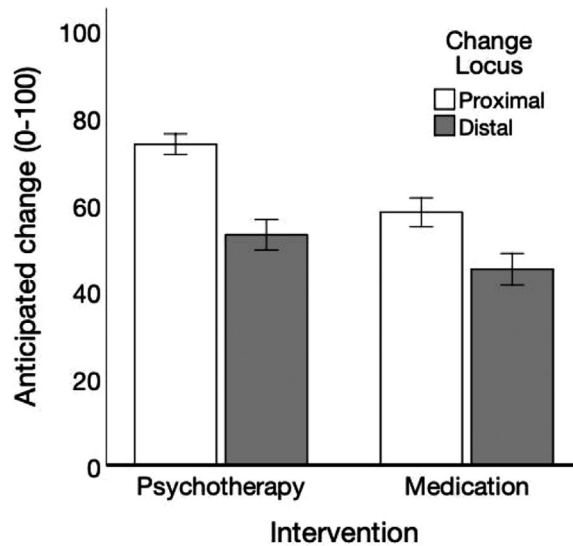 Anticipated change (0-100)
100
80
60
40
20
0
Change
Locus
Proximal
Distal
Psychotherapy
Medication
Intervention